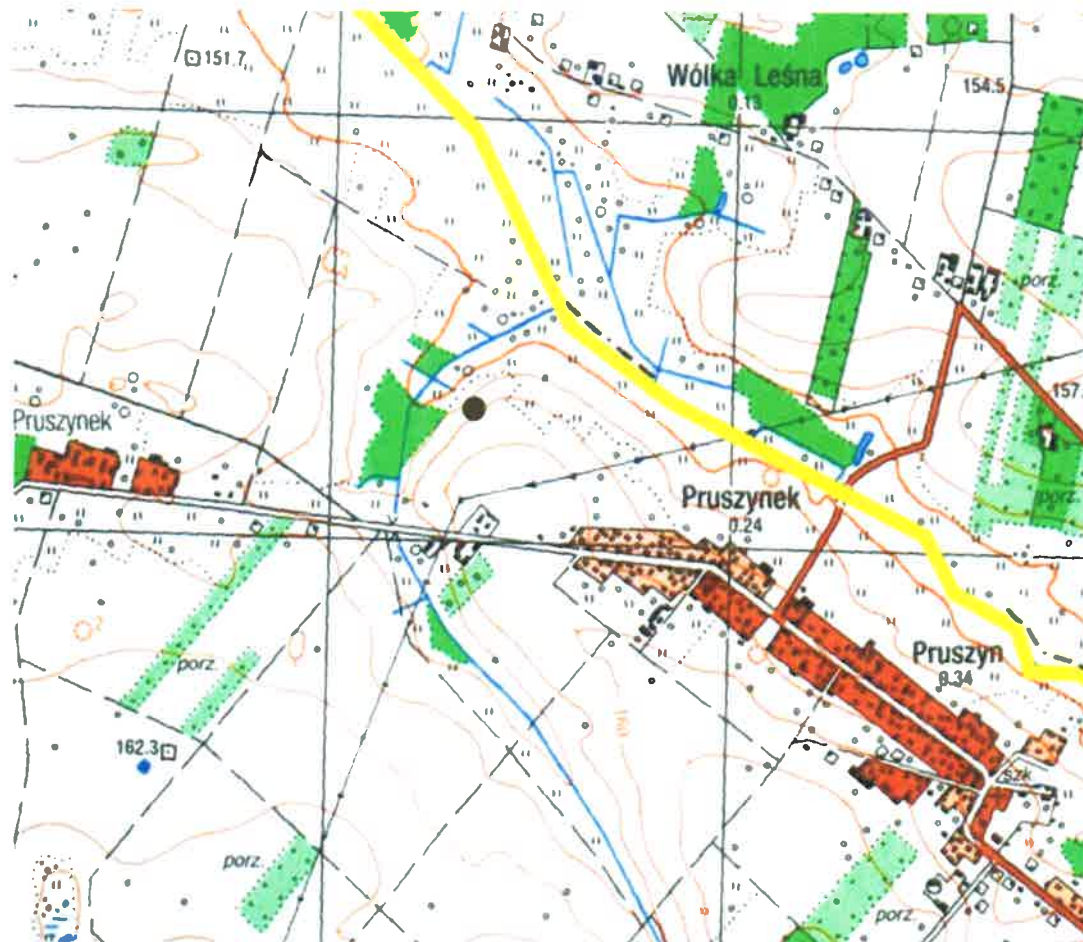 151.7
Wólka Leśna
0.13
154.5
porz.
157
Pruszynek
porz.
Pruszynek
0.24
porz.
Pruszyn
0.34
162.3
szk.
160
porz.
porz.